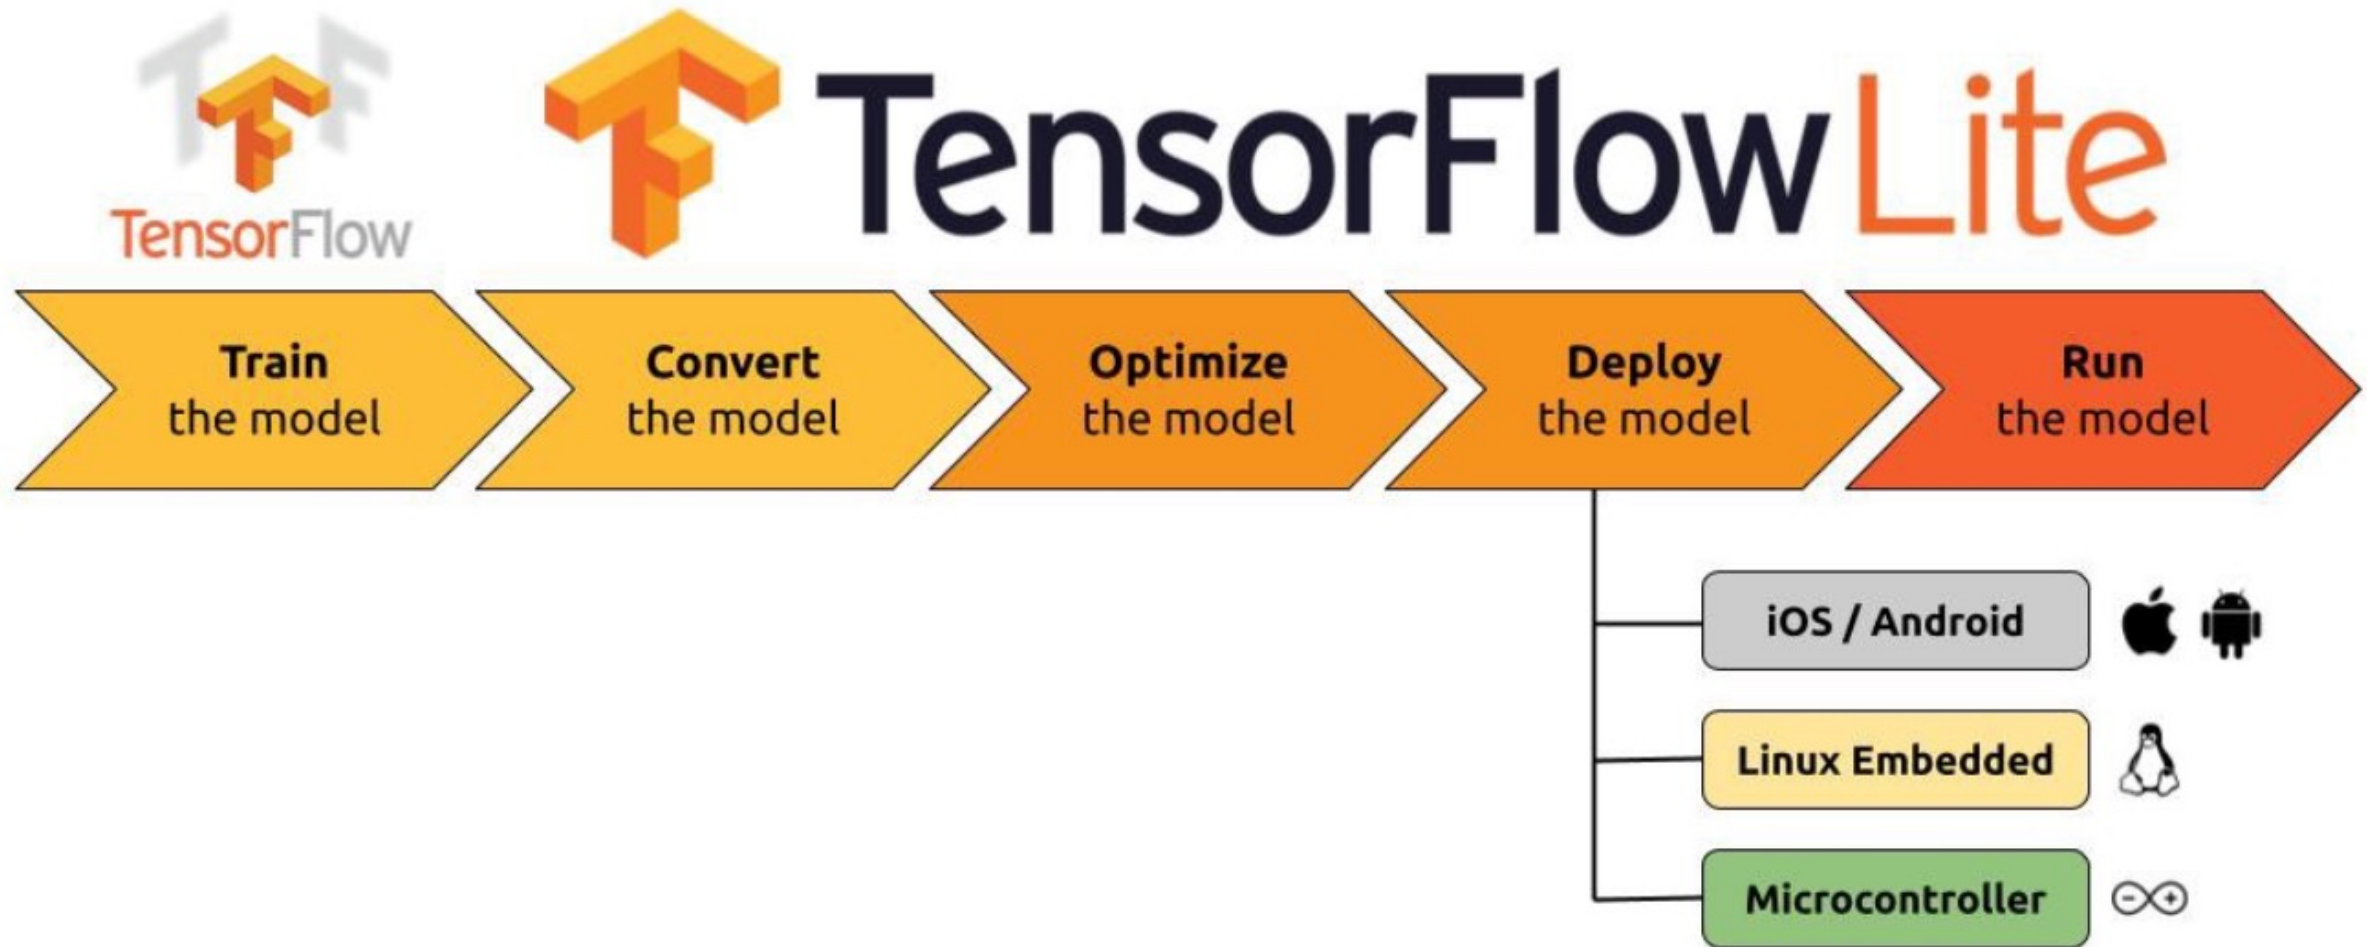 TF
TensorFlow
TensorFlow Lite
Train
the model
Convert
the model
Optimize
the model
Deploy
the model
Run
the model
iOS / Android
Linux Embedded
Microcontroller